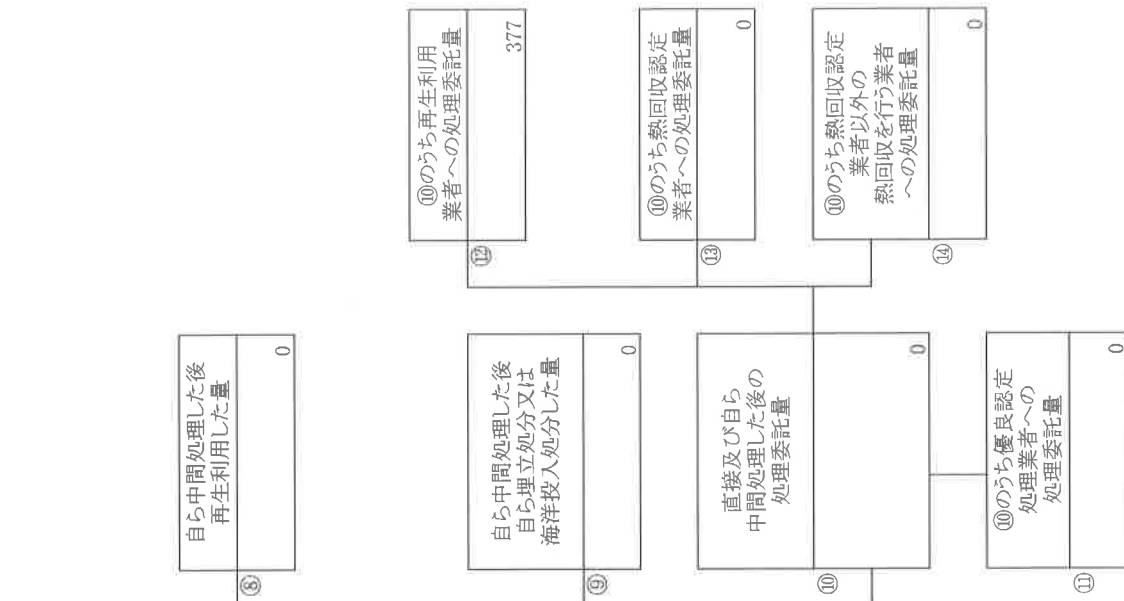 ⑧
自ら中間処理した後
再生利用した量
0
⑨
自ら中間処理した後
自ら埋立処分又は
海洋投入処分した量
0
⑩
直接及び自ら
中間処理した後の
処理委託量
0
⑪
⑩のうち優良認定
処理業者への
処理委託量
0
⑫
⑩のうち再生利用
業者への処理委託量
377
⑬
⑩のうち熱回収認定
業者への処理委託量
0
⑭
⑩のうち熱回収認定
業者以外の
熱回収を行う業者
への処理委託量
0